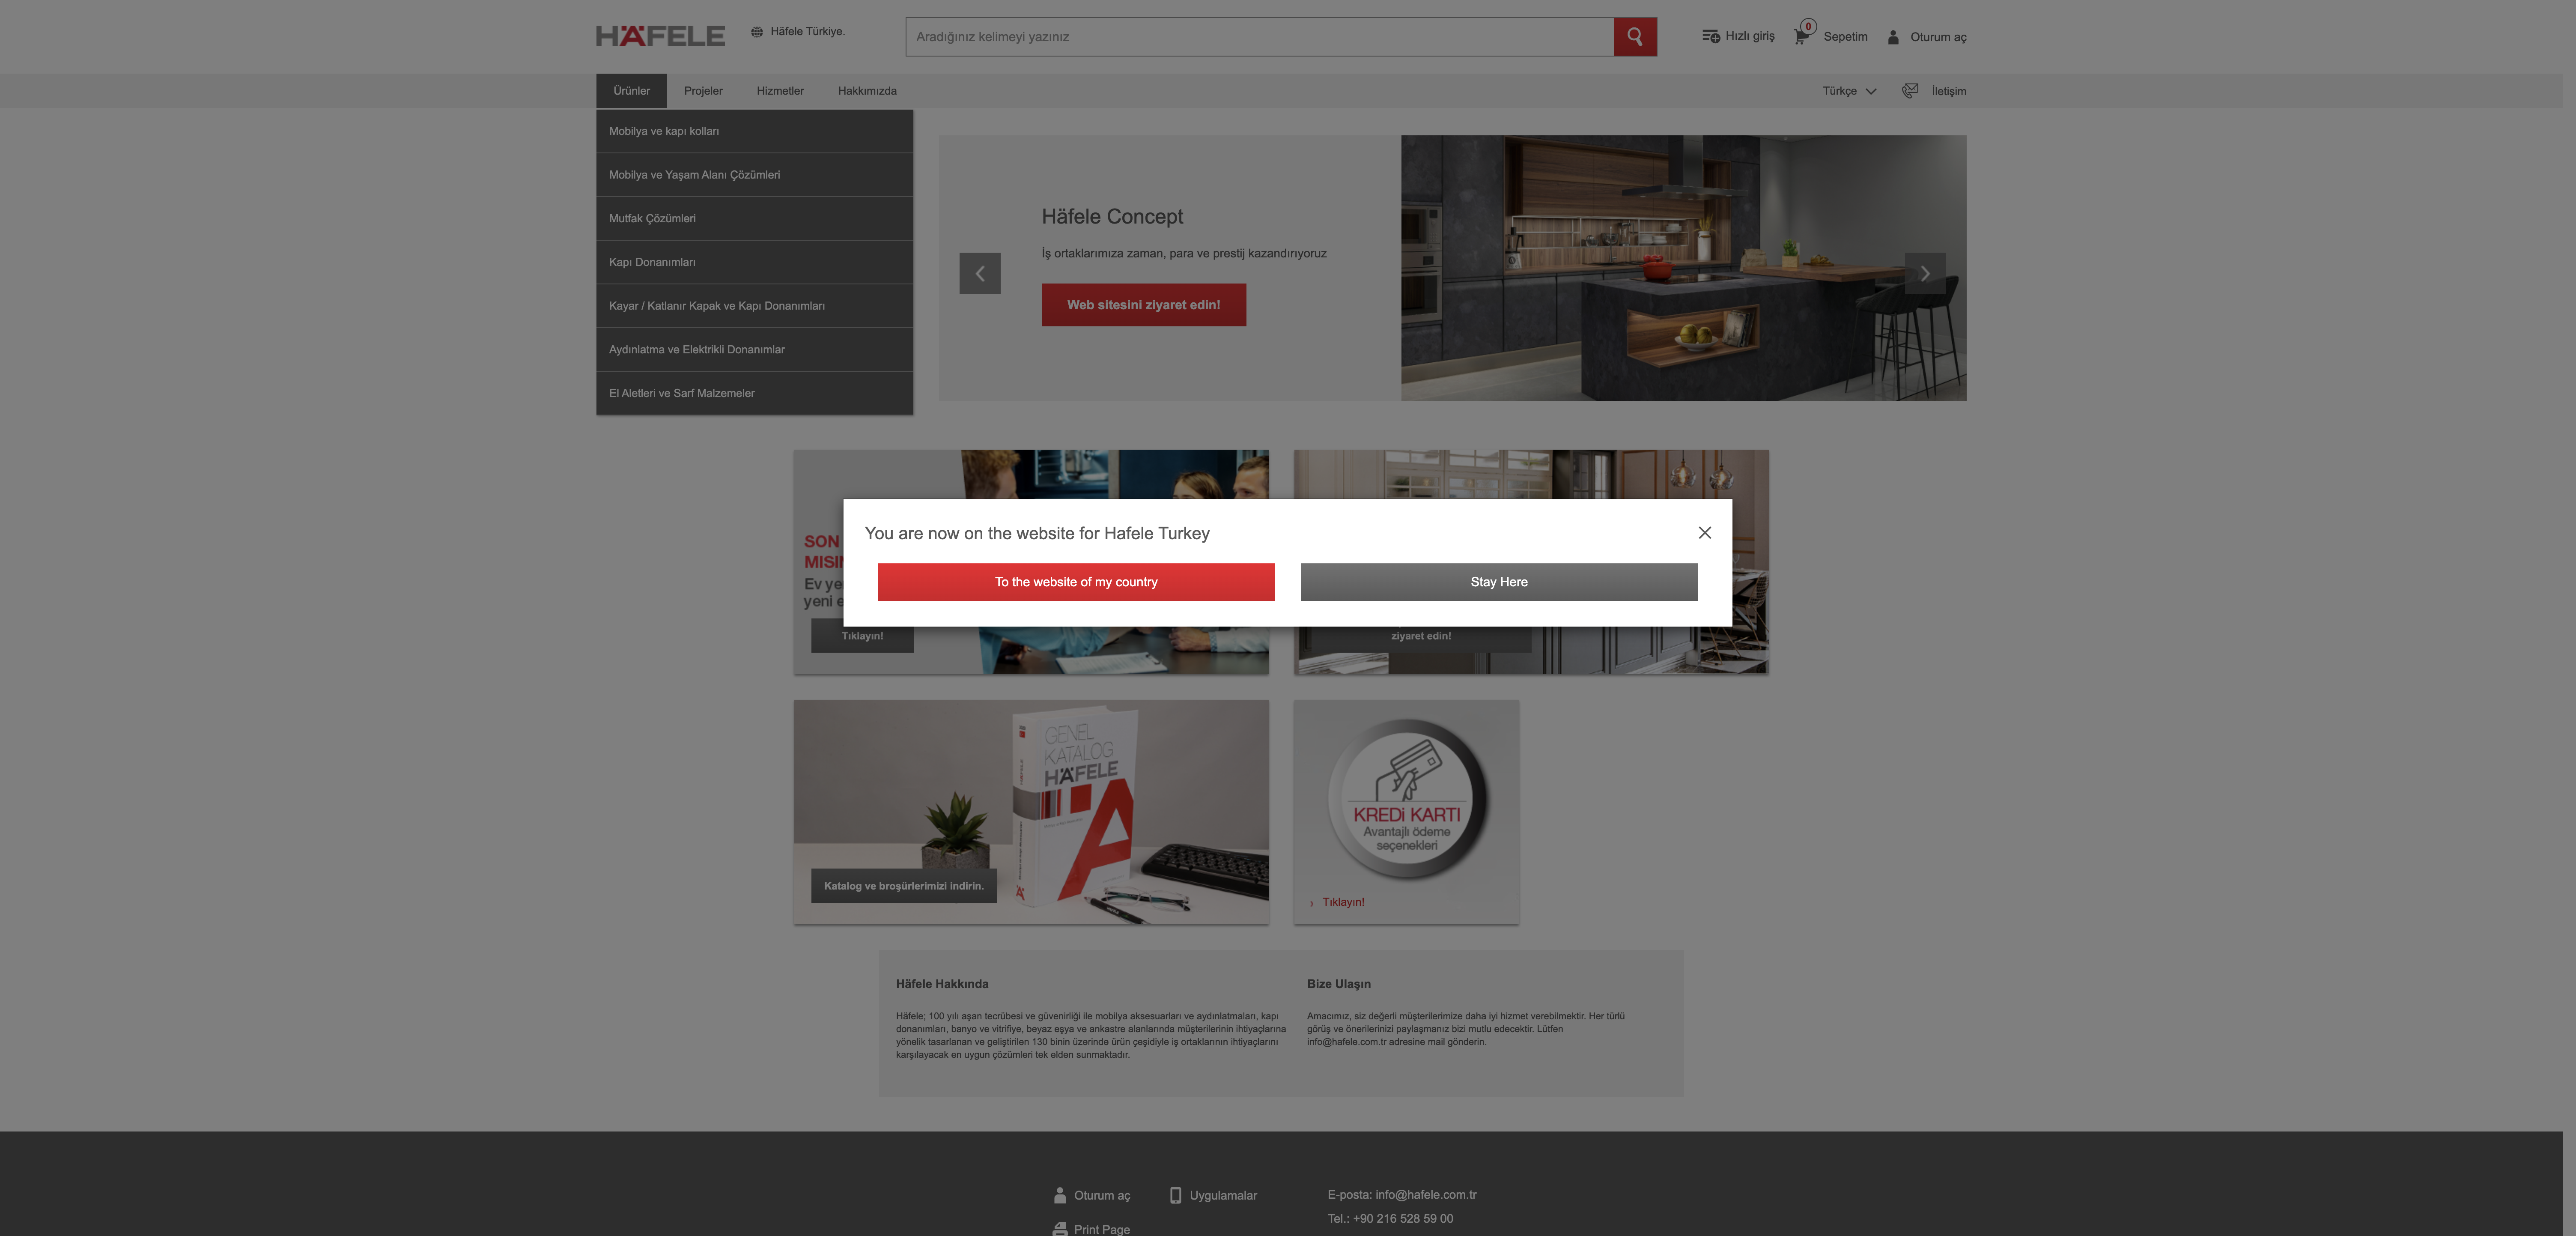 HÄFELE
Häfele Türkiye.
Aradığınız kelimeyi yazınız
Hızlı giriş
0
Sepetim
Oturum aç
Ürünler
Projeler
Hizmetler
Hakkımızda
Türkçe
İletişim
Mobilya ve kapı kolları
Mobilya ve Yaşam Alanı Çözümleri
Mutfak Çözümleri
Kapı Donanımları
Kayar / Katlanır Kapak ve Kapı Donanımları
Aydınlatma ve Elektrikli Donanımlar
El Aletleri ve Sarf Malzemeler
Häfele Concept
İş ortaklarımıza zaman, para ve prestij kazandırıyoruz
Web sitesini ziyaret edin!
You are now on the website for Hafele Turkey
To the website of my country
Stay Here
SON
Ev
yeni
Tıklayın!
ziyaret edin!
GENEL
KATALOG
HÄFELE
Katalog ve broşürlerimizi indirin.
KREDİ KARTI
Avantajlı ödeme
seçenekleri
› Tıklayın!
Häfele Hakkında
Häfele; 100 yılı aşan tecrübesi ve güvenirliği ile mobilya aksesuarları ve aydınlatmaları, kapı
donanımları, banyo ve vitrifiye, beyaz eşya ve ankastre alanlarında müşterilerinin ihtiyaçlarına
yönelik tasarlanan ve geliştirilen 130 binin üzerinde ürün çeşidiyle iş ortaklarının ihtiyaçlarını
karşılayacak en uygun çözümleri tek elden sunmaktadır.
Bize Ulaşın
Amacımız, siz değerli müşterilerimize daha iyi hizmet verebilmektir. Her türlü
görüş ve önerilerinizi paylaşmanız bizi mutlu edecektir. Lütfen
info@hafele.com.tr adresine mail gönderin.
Oturum aç
Uygulamalar
Print Page
E-posta: info@hafele.com.tr
Tel.: +90 216 528 59 00